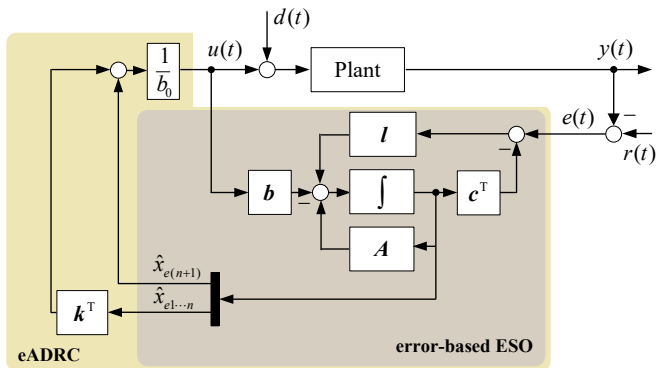 d(t)
1
b₀
u(t)
Plant
y(t)
−
e(t)
r(t)
l
−
b
−
∫
cᵀ
A
x̂ₑ₍ₙ₊₁₎
x̂ₑ₁…ₙ
kᵀ
eADRC
error-based ESO